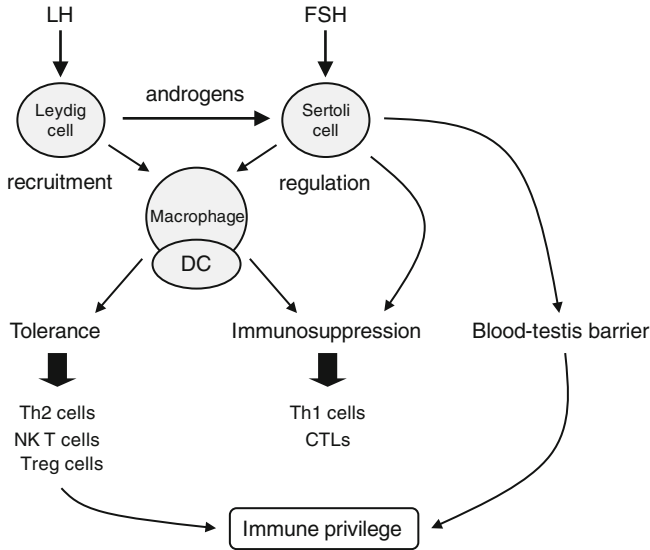 LH
FSH
Leydig
cell
androgens
Sertoli
cell
recruitment
regulation
Macrophage
DC
Tolerance
Immunosuppression
Blood-testis barrier
Th2 cells
NK T cells
Treg cells
Th1 cells
CTLs
Immune privilege